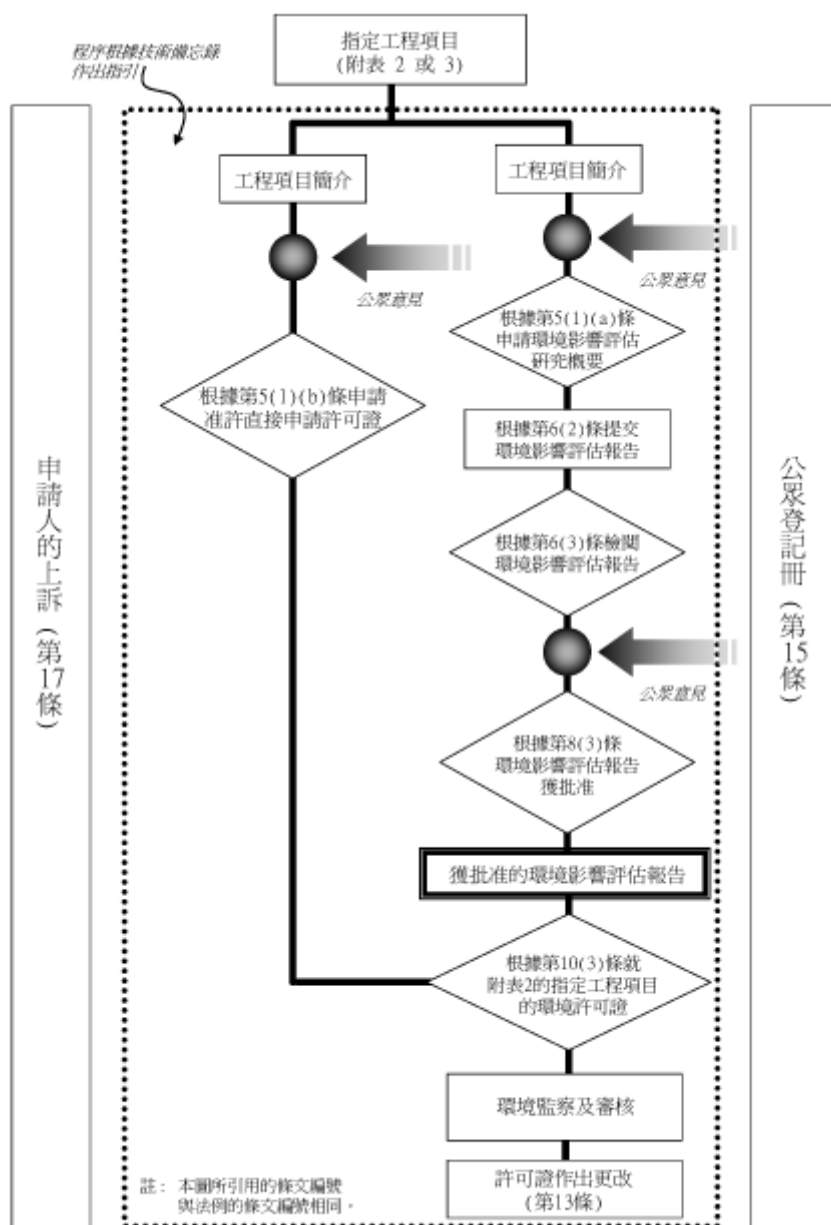 指定工程項目
(附表 2 或 3)
程序根據技術備忘錄
作出指引
工程項目簡介
工程項目簡介
公眾意見
公眾意見
根據第5(1)(a)條
申請環境影響評估
研究概要
根據第5(1)(b)條申請
准許直接申請許可證
根據第6(2)條提交
環境影響評估報告
根據第6(3)條檢閱
環境影響評估報告
公眾意見
根據第8(3)條
環境影響評估報告
獲批准
獲批准的環境影響評估報告
根據第10(3)條就
附表2的指定工程項目
的環境許可證
環境監察及審核
許可證作出更改
(第13條)
申請人的上訴(第17條)
公眾登記冊(第15條)
註: 本圖所引用的條文編號
與法例的條文編號相同。